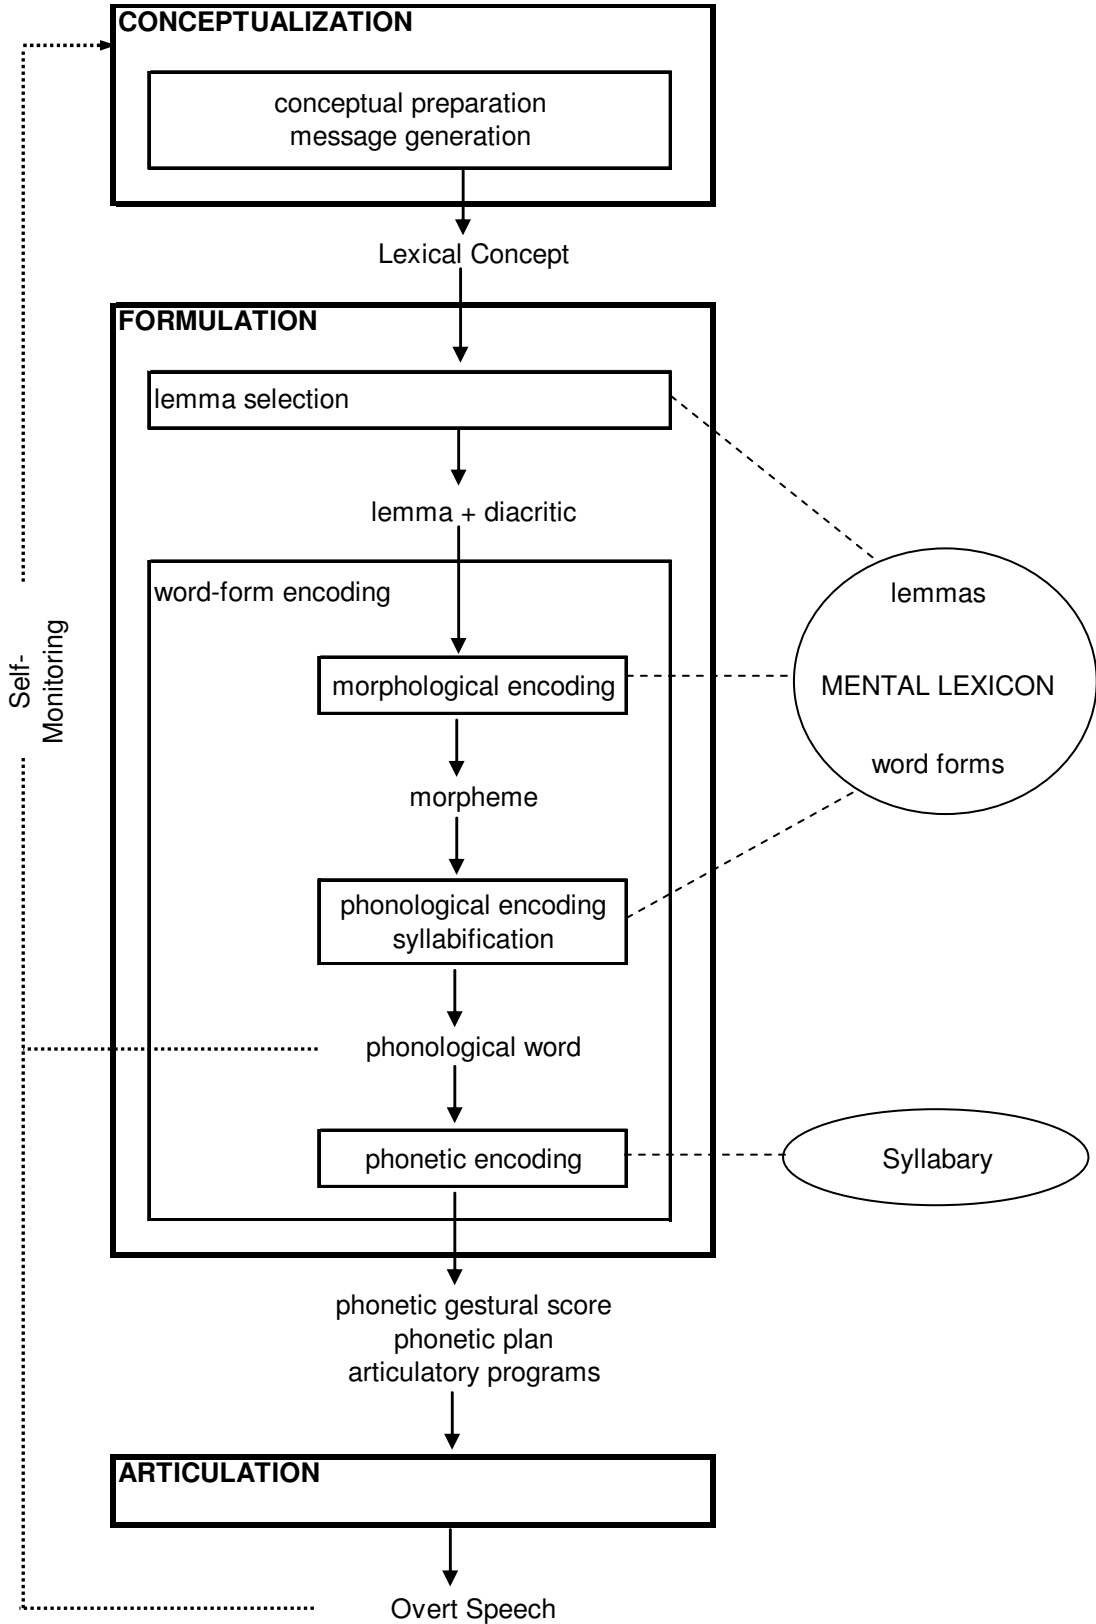 CONCEPTUALIZATION
conceptual preparation
message generation
Lexical Concept
FORMULATION
lemma selection
lemma + diacritic
word-form encoding
morphological encoding
morpheme
phonological encoding
syllabification
phonological word
phonetic encoding
phonetic gestural score
phonetic plan
articulatory programs
ARTICULATION
Overt Speech
Self-
Monitoring
lemmas
MENTAL LEXICON
word forms
Syllabary